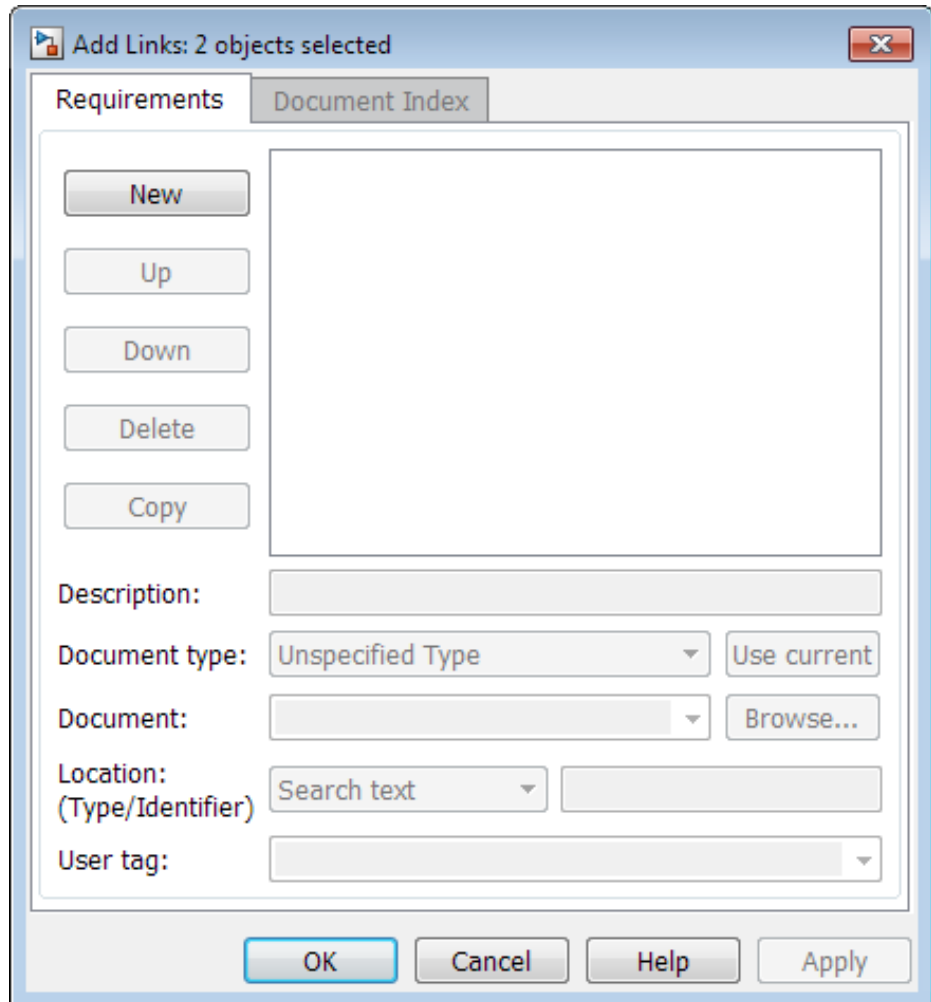 Add Links: 2 objects selected
Requirements
Document Index
New
Up
Down
Delete
Copy
Description:
Document type: Unspecified Type Use current
Document: Browse...
Location:
(Type/Identifier) Search text
User tag:
OK Cancel Help Apply